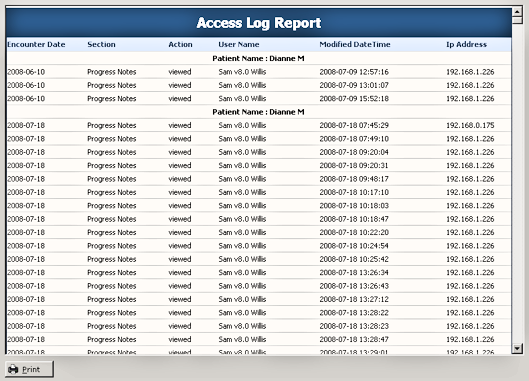 Access Log Report
Encounter Date Section Action User Name Modified DateTime Ip Address
Patient Name : Dianne M
2008-06-10 Progress Notes viewed Sam v8.0 Willis 2008-07-09 12:57:16 192.168.1.226
2008-06-10 Progress Notes viewed Sam v8.0 Willis 2008-07-09 13:01:07 192.168.1.226
2008-06-10 Progress Notes viewed Sam v8.0 Willis 2008-07-09 15:52:18 192.168.1.226
Patient Name : Dianne M
2008-07-18 Progress Notes viewed Sam v8.0 Willis 2008-07-18 07:45:29 192.168.0.175
2008-07-18 Progress Notes viewed Sam v8.0 Willis 2008-07-18 07:49:10 192.168.1.226
2008-07-18 Progress Notes viewed Sam v8.0 Willis 2008-07-18 09:20:04 192.168.1.226
2008-07-18 Progress Notes viewed Sam v8.0 Willis 2008-07-18 09:20:31 192.168.1.226
2008-07-18 Progress Notes viewed Sam v8.0 Willis 2008-07-18 09:48:17 192.168.1.226
2008-07-18 Progress Notes viewed Sam v8.0 Willis 2008-07-18 10:17:10 192.168.1.226
2008-07-18 Progress Notes viewed Sam v8.0 Willis 2008-07-18 10:18:03 192.168.1.226
2008-07-18 Progress Notes viewed Sam v8.0 Willis 2008-07-18 10:18:47 192.168.1.226
2008-07-18 Progress Notes viewed Sam v8.0 Willis 2008-07-18 10:22:20 192.168.1.226
2008-07-18 Progress Notes viewed Sam v8.0 Willis 2008-07-18 10:24:54 192.168.1.226
2008-07-18 Progress Notes viewed Sam v8.0 Willis 2008-07-18 10:25:42 192.168.1.226
2008-07-18 Progress Notes viewed Sam v8.0 Willis 2008-07-18 13:26:34 192.168.1.226
2008-07-18 Progress Notes viewed Sam v8.0 Willis 2008-07-18 13:26:43 192.168.1.226
2008-07-18 Progress Notes viewed Sam v8.0 Willis 2008-07-18 13:27:12 192.168.1.226
2008-07-18 Progress Notes viewed Sam v8.0 Willis 2008-07-18 13:28:22 192.168.1.226
2008-07-18 Progress Notes viewed Sam v8.0 Willis 2008-07-18 13:28:23 192.168.1.226
2008-07-18 Progress Notes viewed Sam v8.0 Willis 2008-07-18 13:28:47 192.168.1.226
2008-07-18 Progress Notes viewed Sam v8.0 Willis 2008-07-18 13:29:01 192.168.1.226
Print